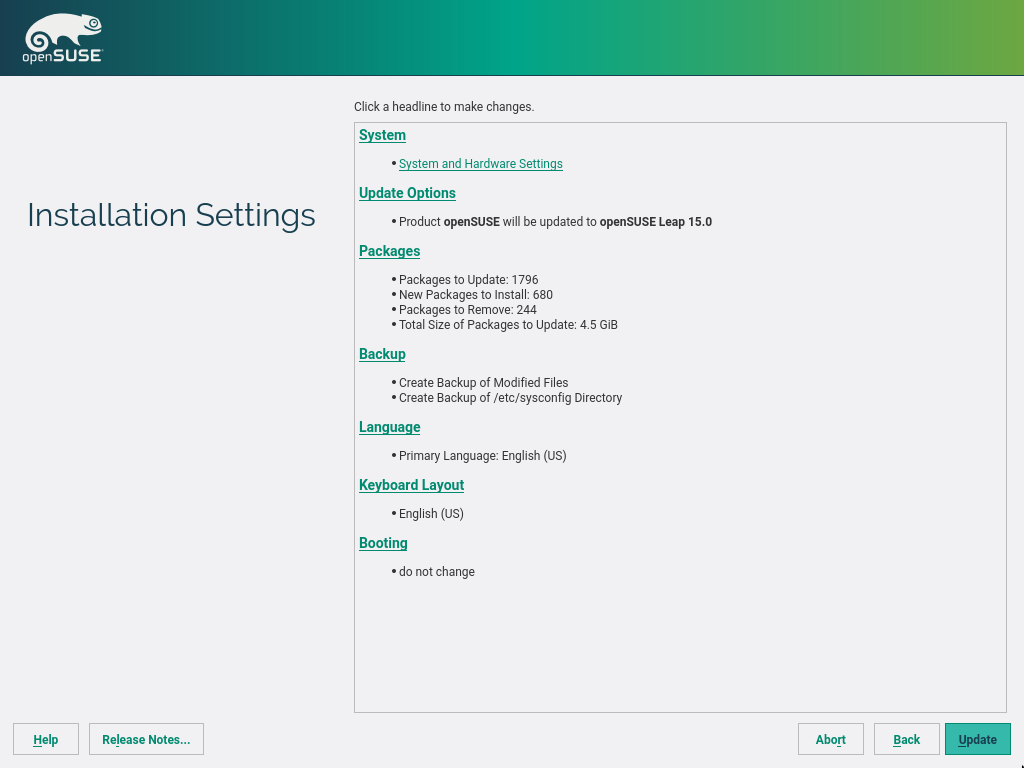 openSUSE
Click a headline to make changes.
System
• System and Hardware Settings
Installation Settings
Update Options
• Product openSUSE will be updated to openSUSE Leap 15.0
Packages
• Packages to Update: 1796
• New Packages to Install: 680
• Packages to Remove: 244
• Total Size of Packages to Update: 4.5 GiB
Backup
• Create Backup of Modified Files
• Create Backup of /etc/sysconfig Directory
Language
• Primary Language: English (US)
Keyboard Layout
• English (US)
Booting
• do not change
Help
Release Notes...
Abort
Back
Update